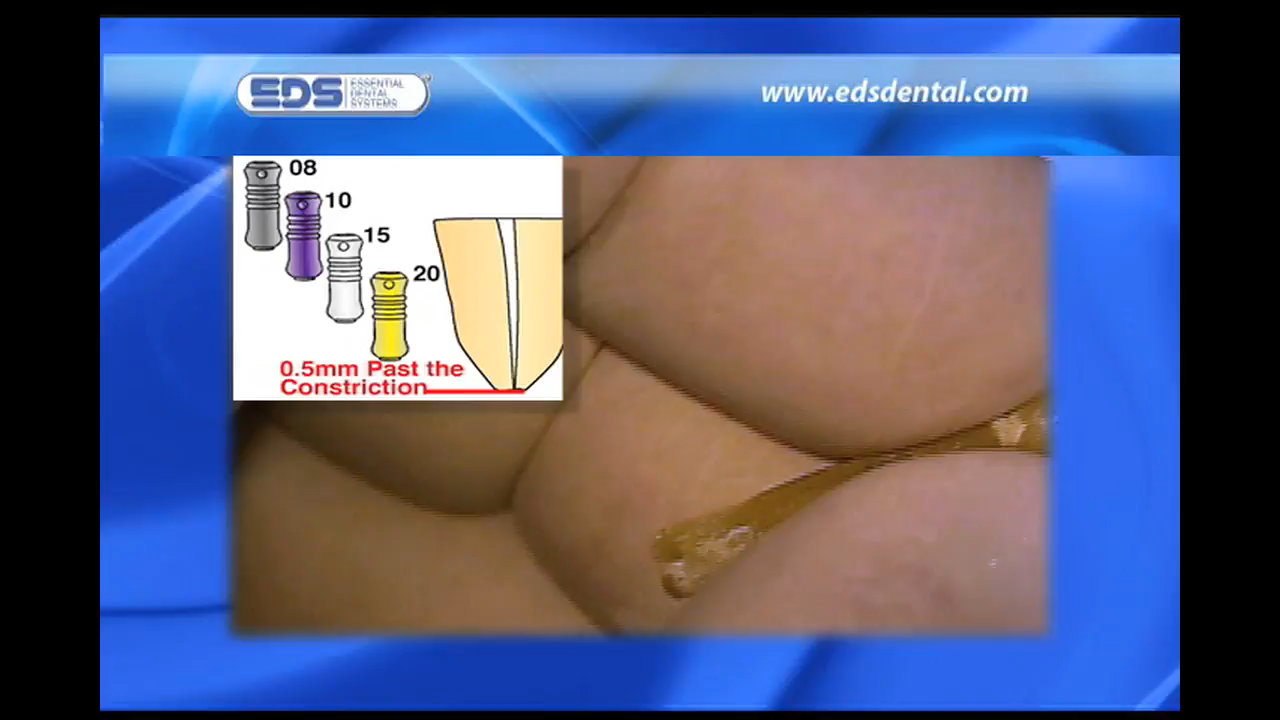 EDS ESSENTIAL
DENTAL
SYSTEMS
www.edsdental.com
08
10
15
20
0.5mm Past the
Constriction